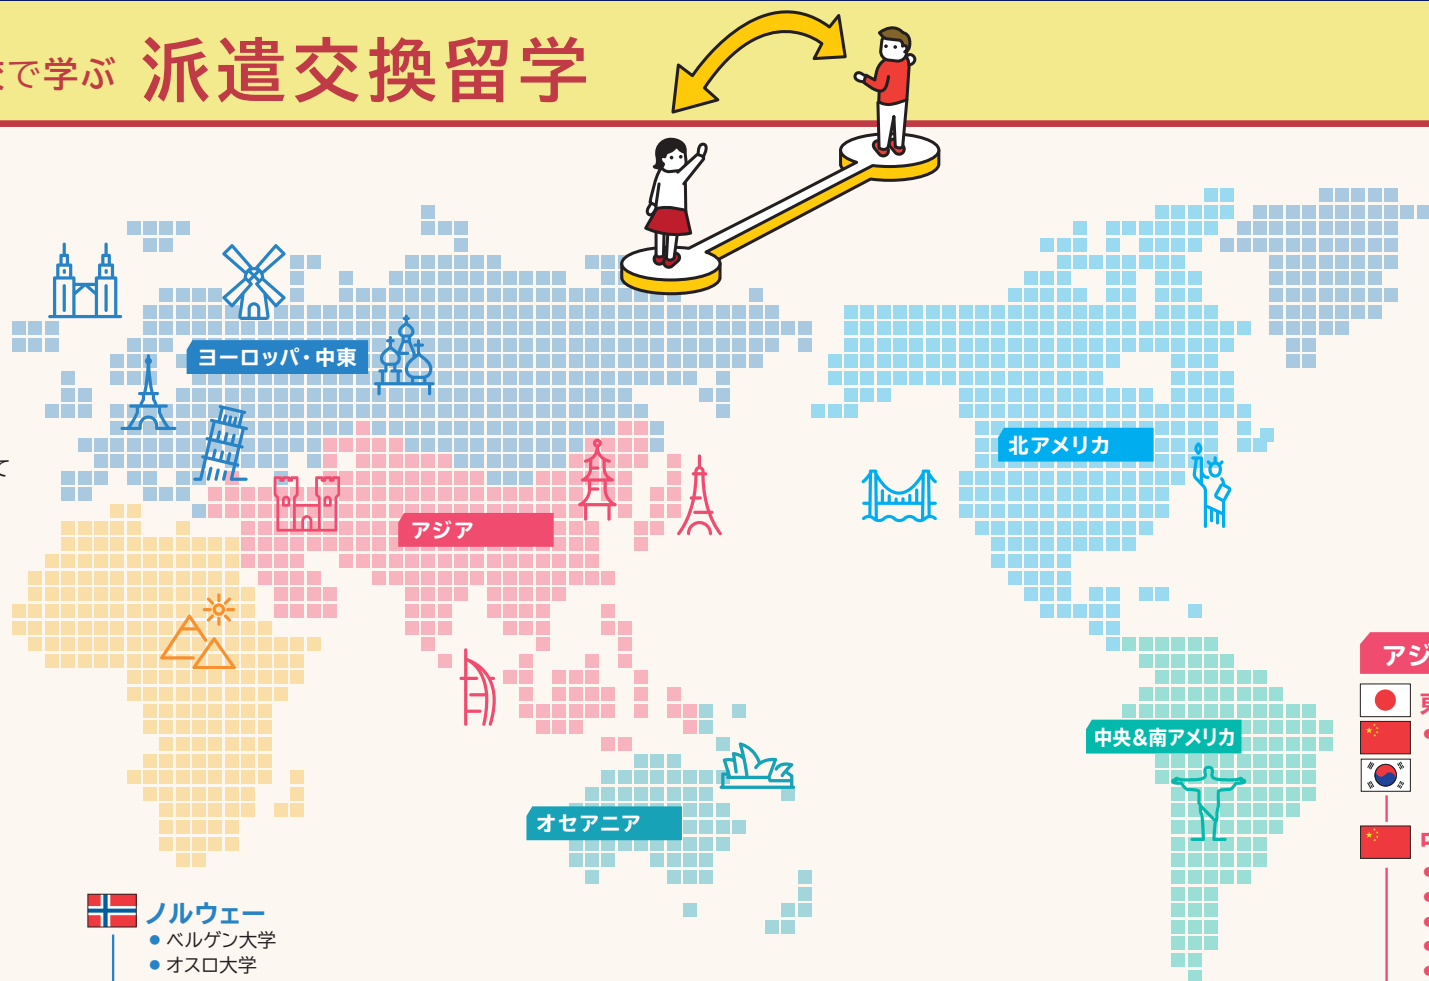 で学ぶ 派遣交換留学
ヨーロッパ・中東
て
北アメリカ
アジア
中央&南アメリカ
オセアニア
アジ
ノルウェー
● ベルゲン大学
● オスロ大学